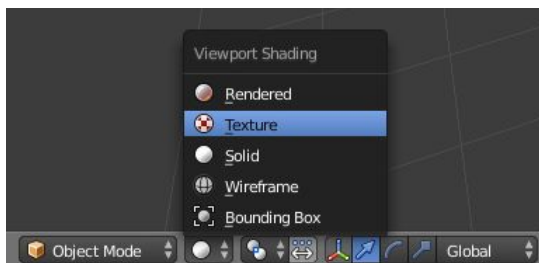 Viewport Shading
Rendered
Texture
Solid
Wireframe
Bounding Box
Object Mode Global